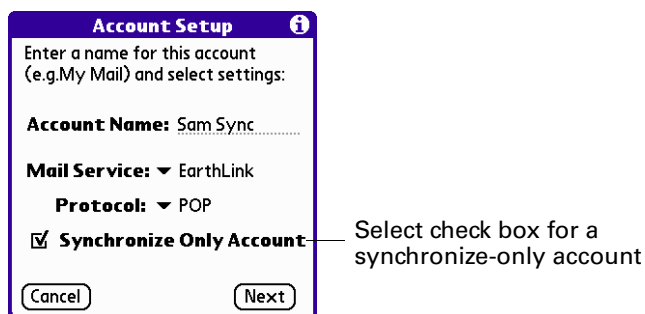 Account Setup
Enter a name for this account
(e.g.My Mail) and select settings:
Account Name: Sam Sync
Mail Service: EarthLink
Protocol: POP
Synchronize Only Account
Select check box for a
synchronize-only account
Cancel Next